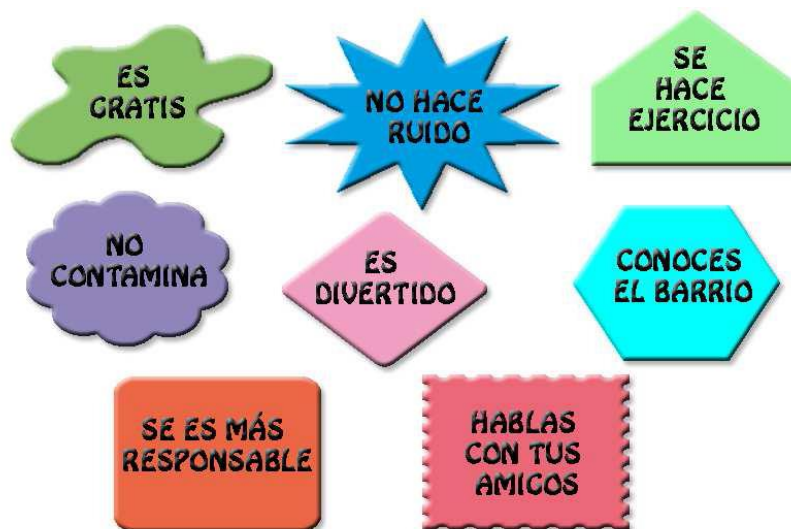 ES
GRATIS
NO HACE
RUIDO
SE
HACE
EJERCICIO
NO
CONTAMINA
ES
DIVERTIDO
CONOCES
EL BARRIO
SE ES MÁS
RESPONSABLE
HABLAS
CON TUS
AMIGOS